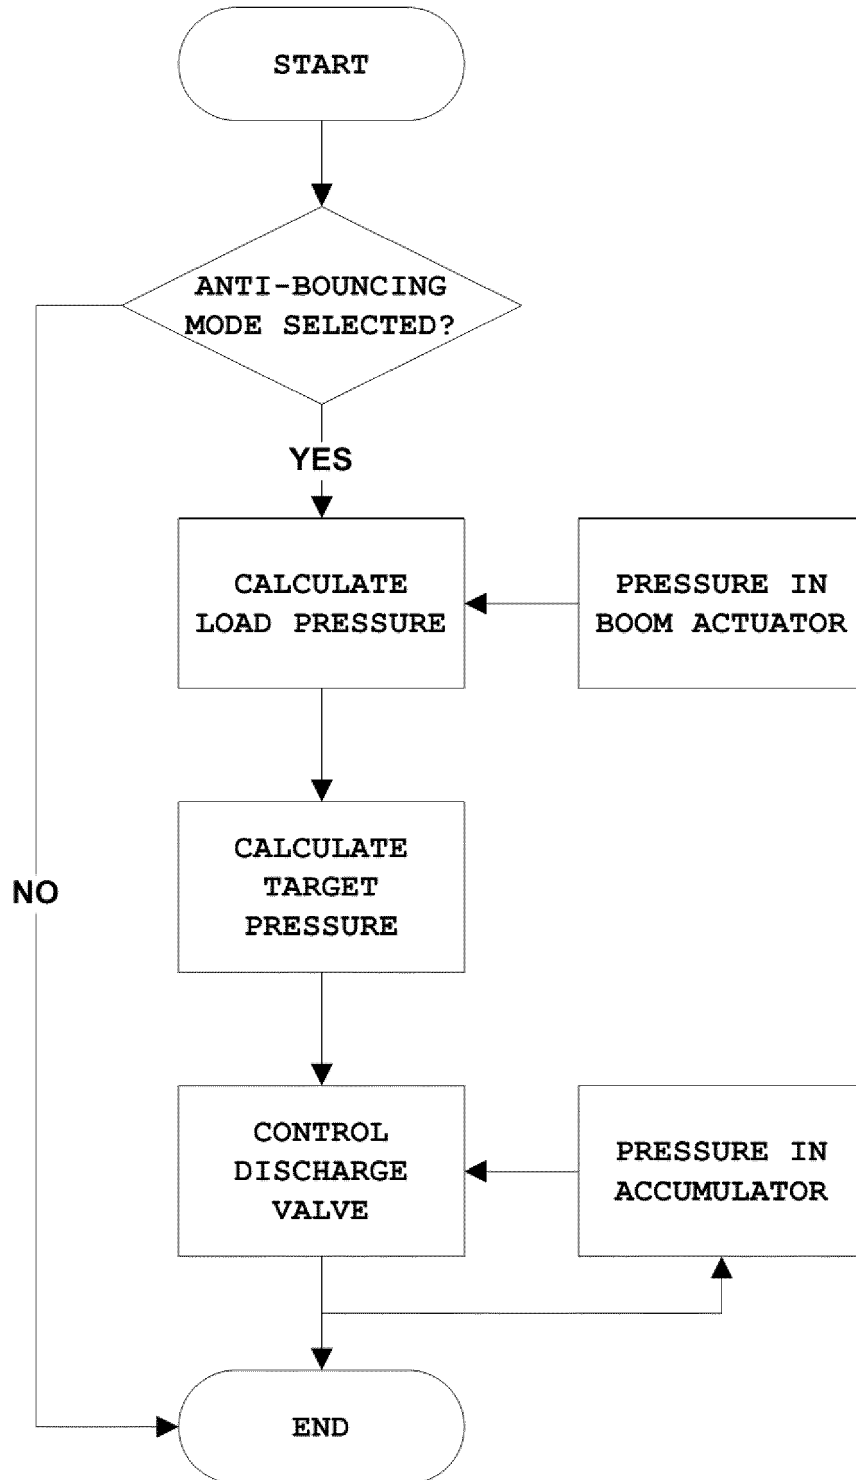 START
ANTI-BOUNCING
MODE SELECTED?
YES
CALCULATE
LOAD PRESSURE
PRESSURE IN
BOOM ACTUATOR
CALCULATE
TARGET
PRESSURE
NO
CONTROL
DISCHARGE
VALVE
PRESSURE IN
ACCUMULATOR
END